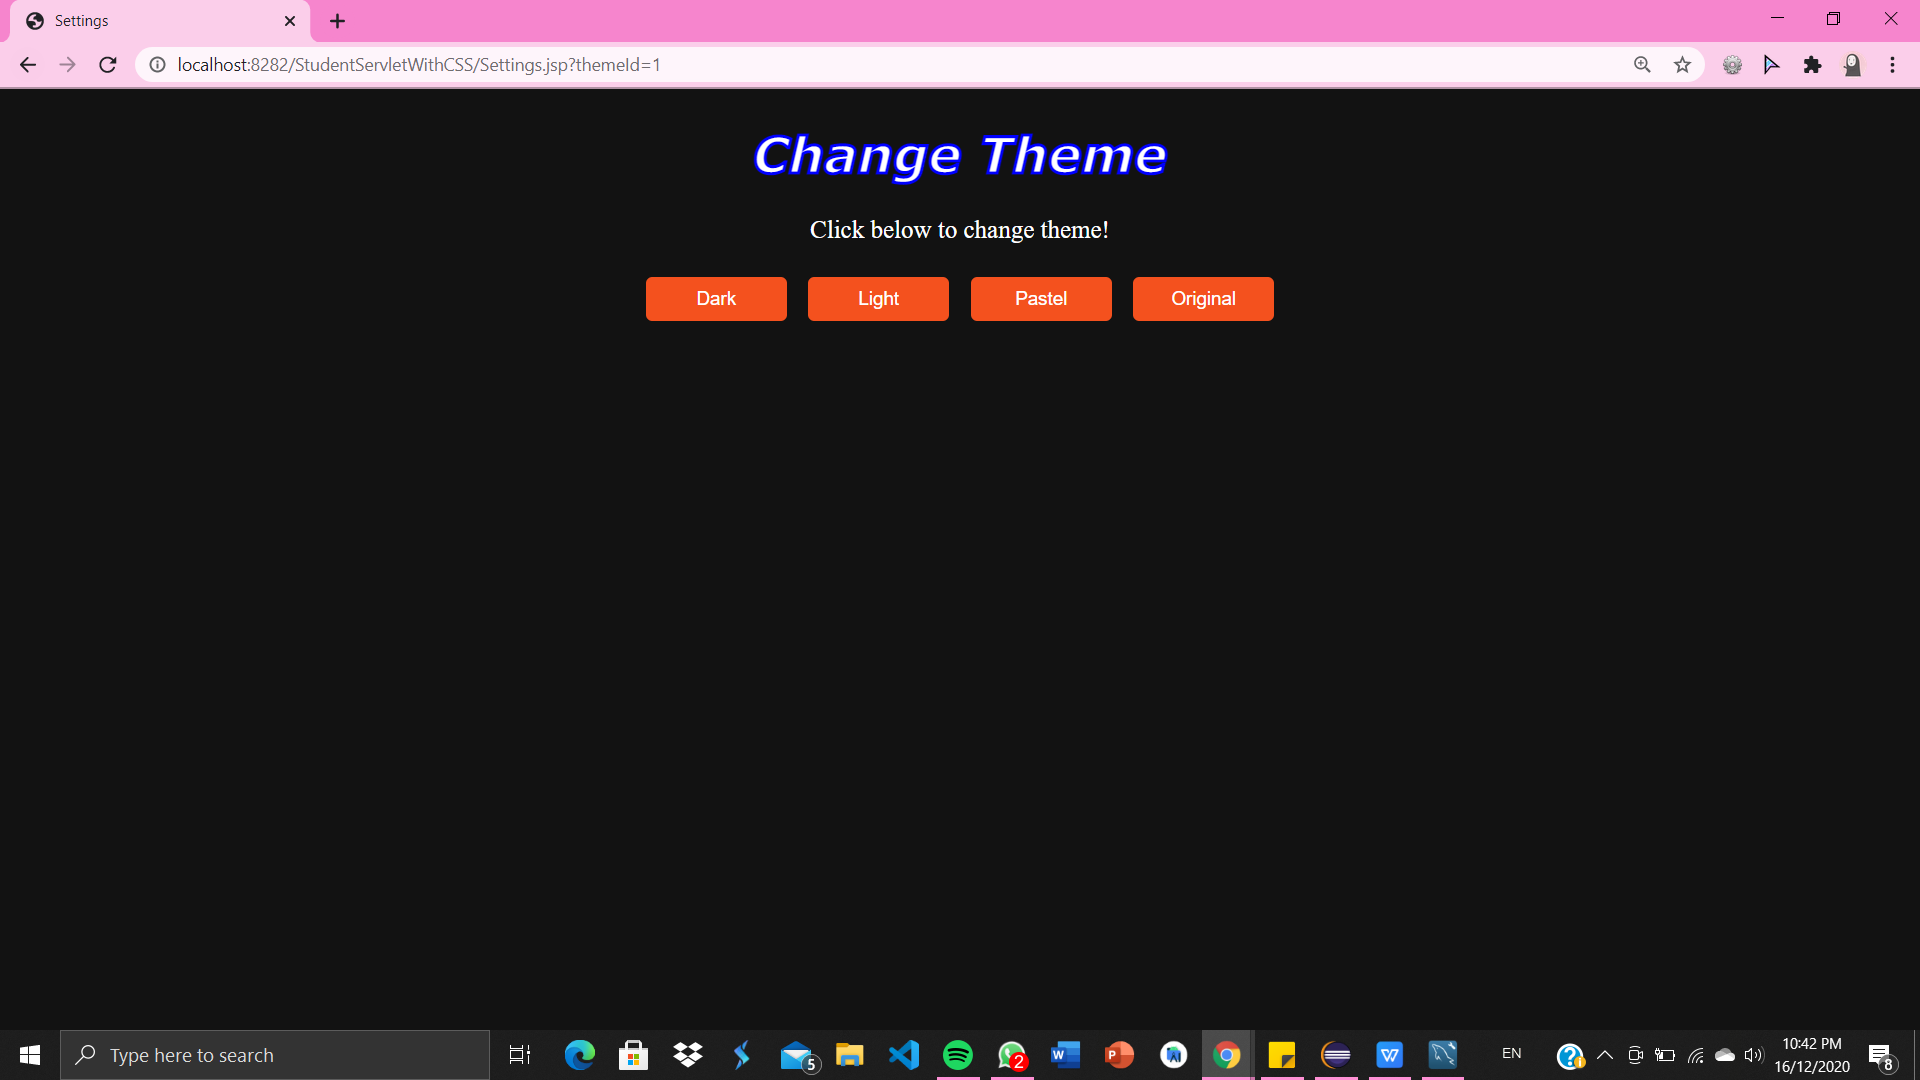 Settings
localhost:8282/StudentServletWithCSS/Settings.jsp?themeId=1
Change Theme
Click below to change theme!
Dark Light Pastel Original
Type here to search
5
2
W
P
W
EN
10:42 PM
16/12/2020
8